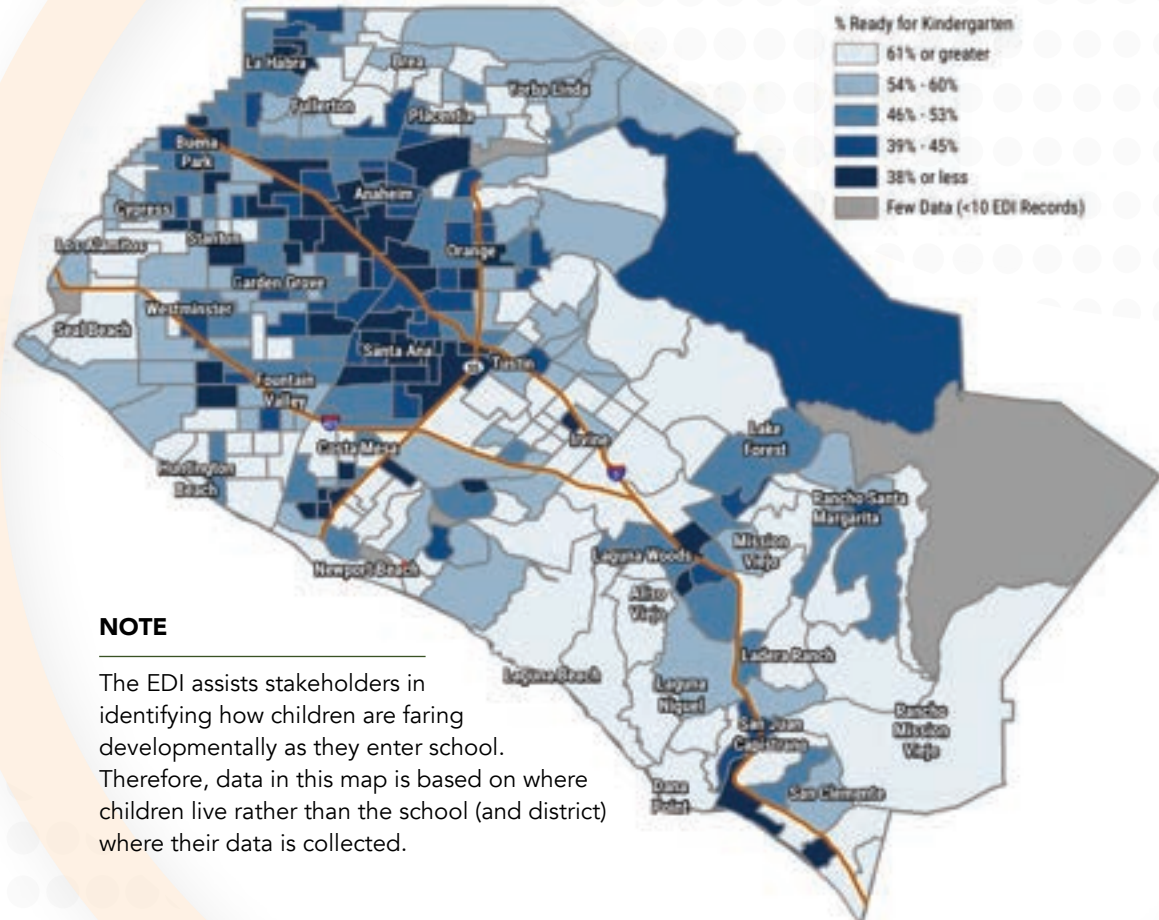 % Ready for Kindergarten
61% or greater
54% - 60%
46% - 53%
39% - 45%
38% or less
Few Data (<10 EDI Records)
La Habra
Brea
Yorba Linda
Fullerton
Placentia
Buena
Park
Anaheim
Cypress
Los Alamitos
Stanton
Orange
Garden Grove
Westminster
Seal Beach
Santa Ana
Tustin
Fountain
Valley
Costa Mesa
Irvine
Lake
Forest
Huntington
Beach
Rancho Santa
Margarita
Laguna Woods
Mission
Viejo
Newport Beach
Aliso
Viejo
Ladera Ranch
Laguna Beach
Laguna
Niguel
Rancho
Mission
Viejo
San Juan
Capistrano
Dana
Point
San Clemente
NOTE
The EDI assists stakeholders in
identifying how children are faring
developmentally as they enter school.
Therefore, data in this map is based on where
children live rather than the school (and district)
where their data is collected.